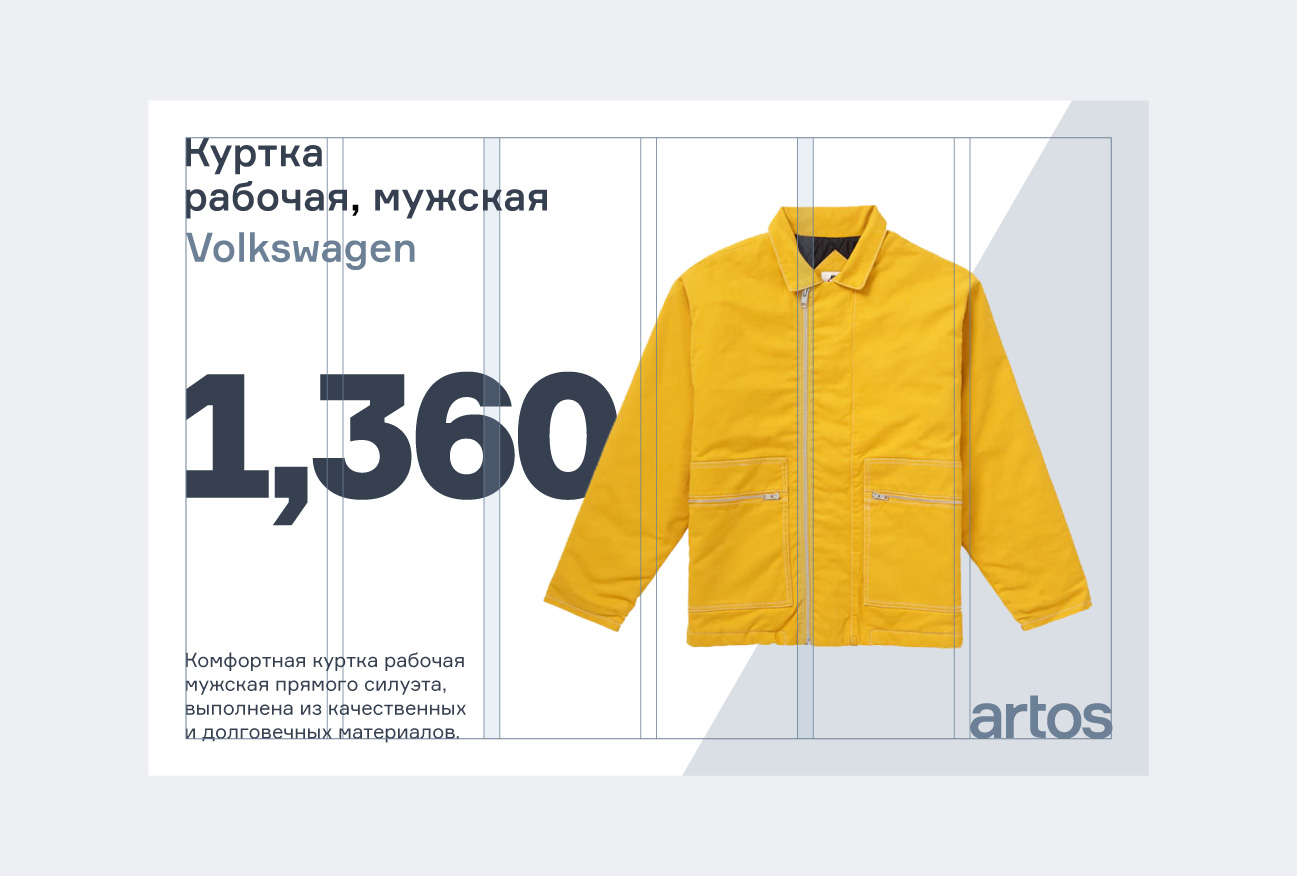 Куртка
рабочая, мужская
Volkswagen
1,360
Комфортная куртка рабочая
мужская прямого силуэта,
выполнена из качественных
и долговечных материалов.
artos